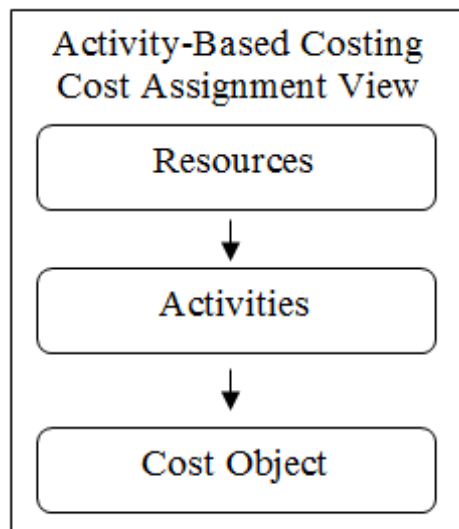 Activity-Based Costing
Cost Assignment View
Resources
Activities
Cost Object